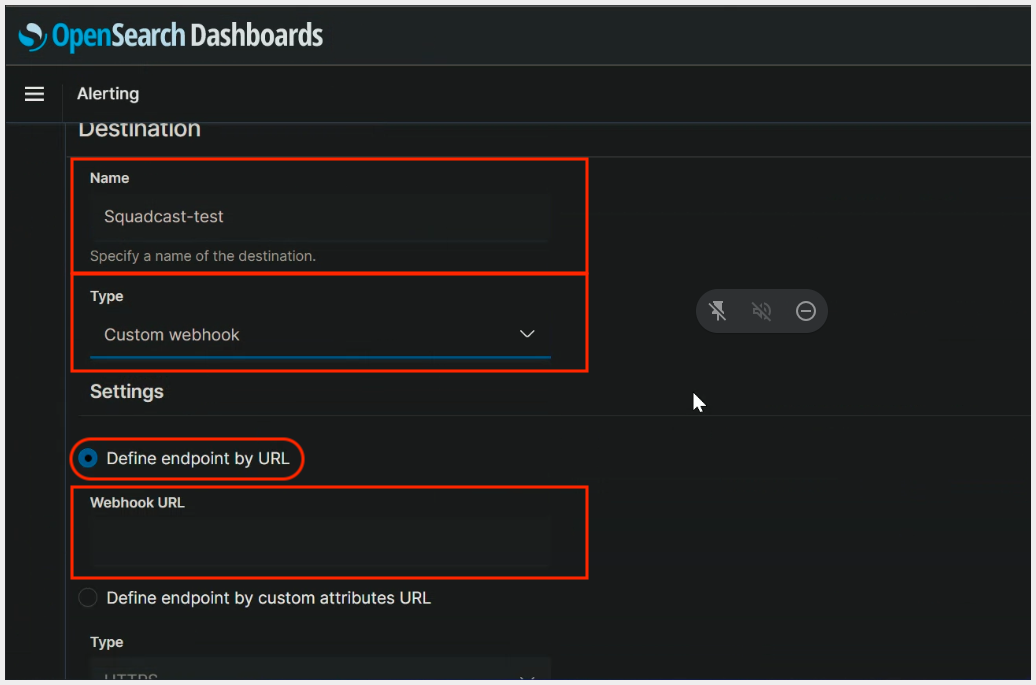 OpenSearch Dashboards
Alerting
Destination
Name
Squadcast-test
Specify a name of the destination.
Type
Custom webhook
Settings
Define endpoint by URL
Webhook URL
Define endpoint by custom attributes URL
Type
HTTPS